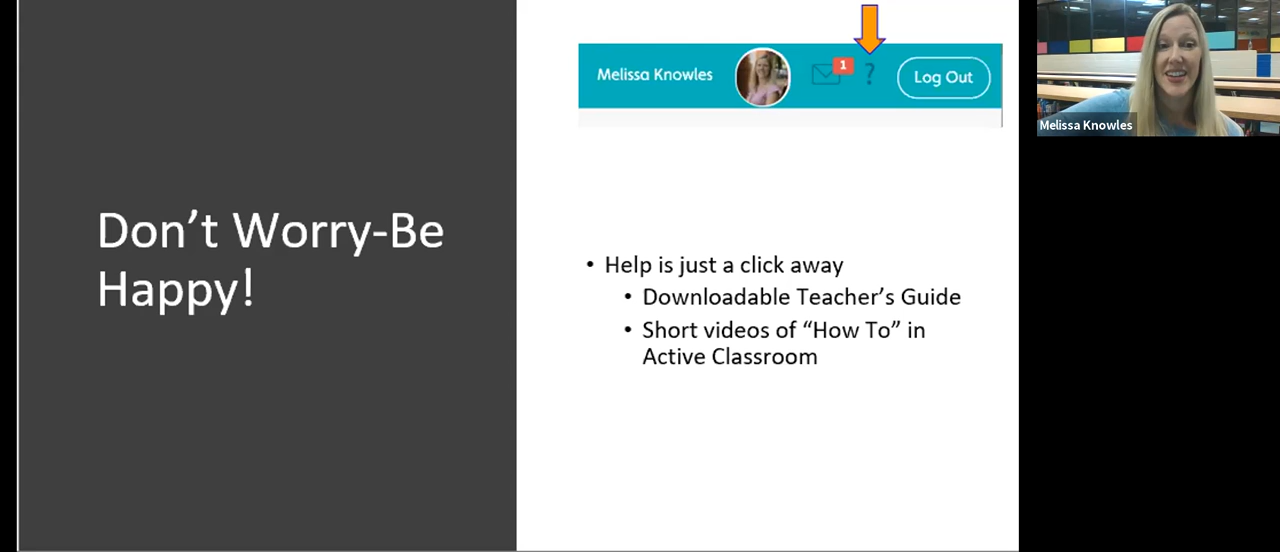 Don’t Worry-Be
Happy!
Melissa Knowles
1
?
Log Out
• Help is just a click away
• Downloadable Teacher’s Guide
• Short videos of “How To” in
Active Classroom
Melissa Knowles